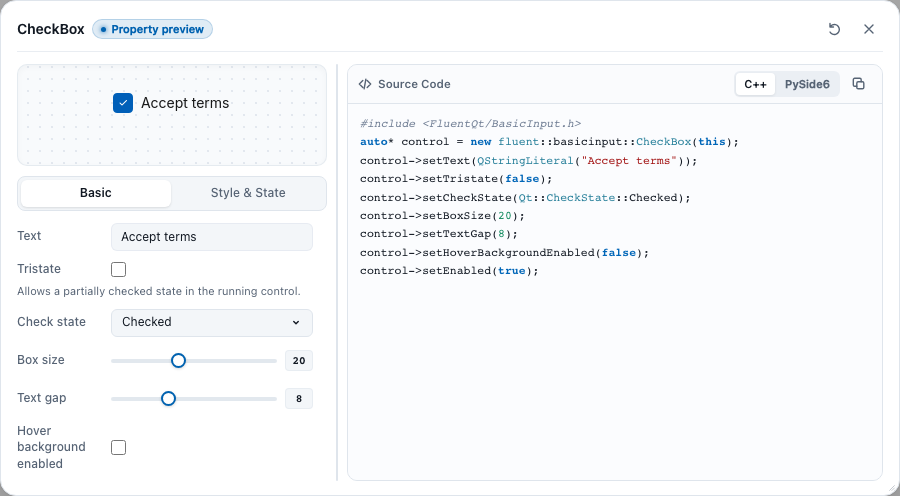 CheckBox
Property preview
Accept terms
Basic
Style & State
Text
Accept terms
Tristate
Allows a partially checked state in the running control.
Check state
Checked
Box size
20
Text gap
8
Hover
background
enabled
</> Source Code
C++
PySide6
#include <FluentQt/BasicInput.h>
auto* control = new fluent::basicinput::CheckBox(this);
control->setText(QStringLiteral("Accept terms"));
control->setTristate(false);
control->setCheckState(Qt::CheckState::Checked);
control->setBoxSize(20);
control->setTextGap(8);
control->setHoverBackgroundEnabled(false);
control->setEnabled(true);